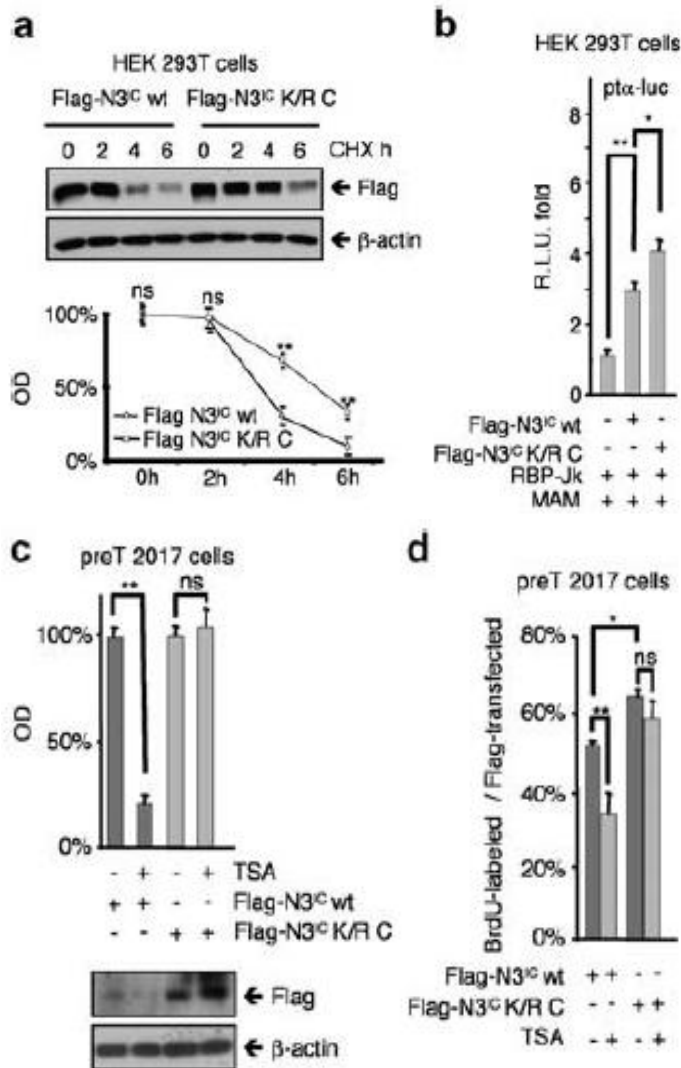 a
HEK 293T cells
Flag-N3IC wt Flag-N3IC K/R C
0 2 4 6 0 2 4 6 CHX h
← Flag
← β-actin
ns ns
100%
**
50%
**
OD
Flag N3IC wt
Flag N3IC K/R C
0%
0h 2h 4h 6h
b
HEK 293T cells
ptα-luc
8
*
**
6
R.L.U. fold
4
2
0
Flag-N3IC wt - + -
Flag-N3IC K/R C - - +
RBP-Jk + + +
MAM + + +
c
preT 2017 cells
** ns
100%
OD
50%
0%
- + - + TSA
+ + - - Flag-N3IC wt
- - + + Flag-N3IC K/R C
← Flag
← β-actin
d
preT 2017 cells
80%
*
ns
60%
**
BrdU-labeled / Flag-transfected
40%
20%
0%
Flag-N3IC wt + + - -
Flag-N3IC K/R C - - + +
TSA - + - +